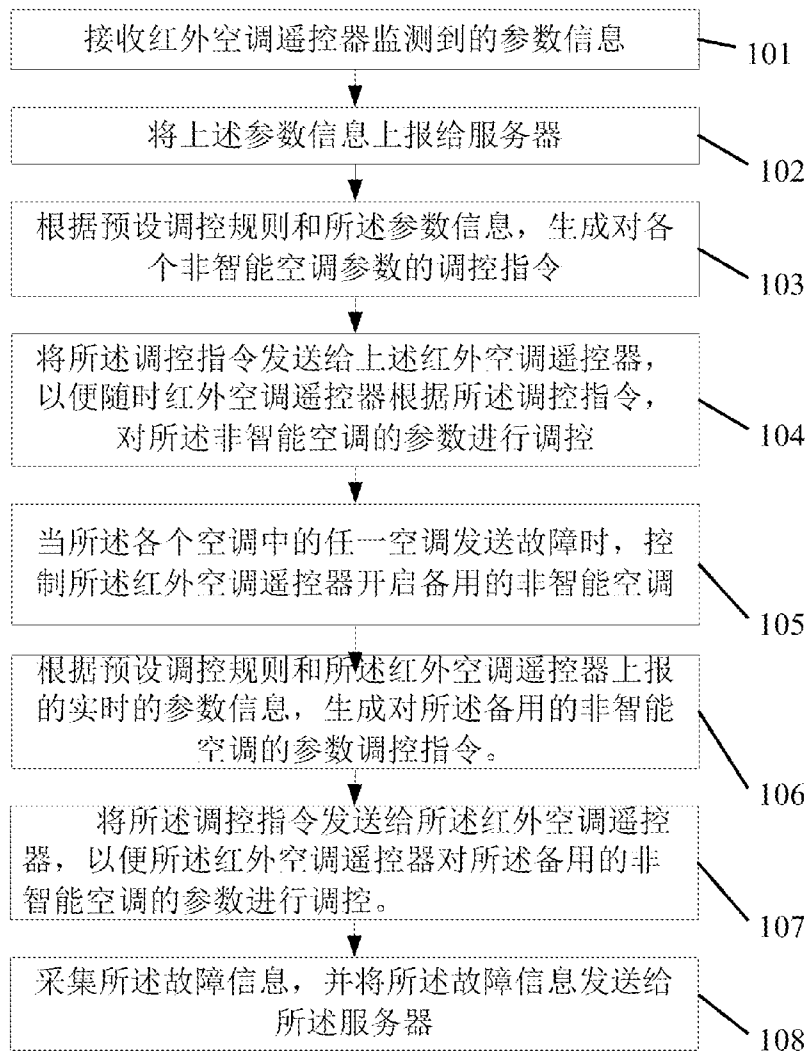 接收红外空调遥控器监测到的参数信息
101
将上述参数信息上报给服务器
102
根据预设调控规则和所述参数信息，生成对各
个非智能空调参数的调控指令
103
将所述调控指令发送给上述红外空调遥控器，
以便随时红外空调遥控器根据所述调控指令，
对所述非智能空调的参数进行调控
104
当所述各个空调中的任一空调发送故障时，控
制所述红外空调遥控器开启备用的非智能空调
105
根据预设调控规则和所述红外空调遥控器上报
的实时的参数信息，生成对所述备用的非智能
空调的参数调控指令。
106
将所述调控指令发送给所述红外空调遥控
器，以便所述红外空调遥控器对所述备用的非
智能空调的参数进行调控。
107
采集所述故障信息，并将所述故障信息发送给
所述服务器
108